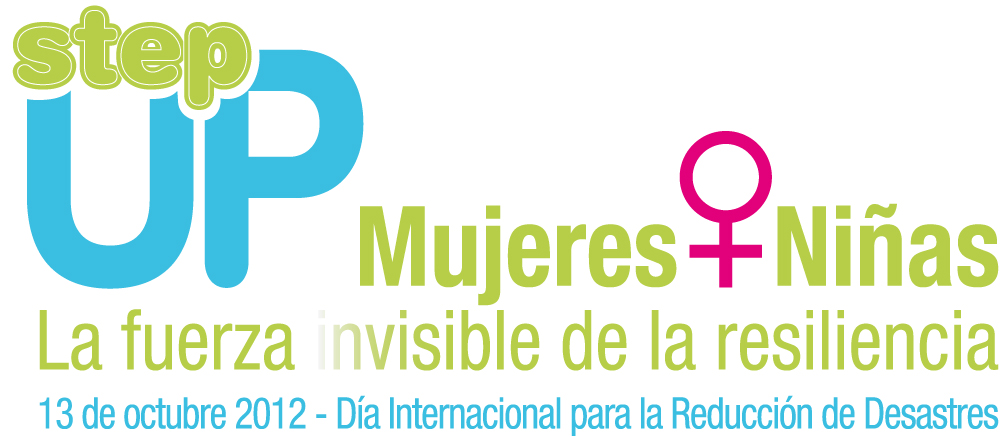 step
UP
Mujeres♀Niñas
La fuerza invisible de la resiliencia
13 de octubre 2012 - Día Internacional para la Reducción de Desastres